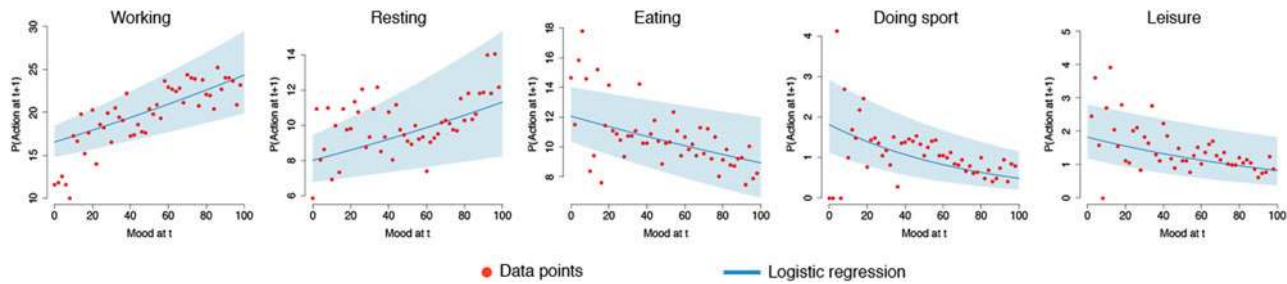 Working
Resting
Eating
Doing sport
Leisure
P(Action at t+1)
30
25
20
15
10
0 20 40 60 80 100
Mood at t
P(Action at t+1)
14
12
10
8
6
0 20 40 60 80 100
Mood at t
P(Action at t+1)
18
16
14
12
10
8
0 20 40 60 80 100
Mood at t
P(Action at t+1)
4
3
2
1
0
0 20 40 60 80 100
Mood at t
P(Action at t+1)
5
4
3
2
1
0
0 20 40 60 80 100
Mood at t
Data points
Logistic regression